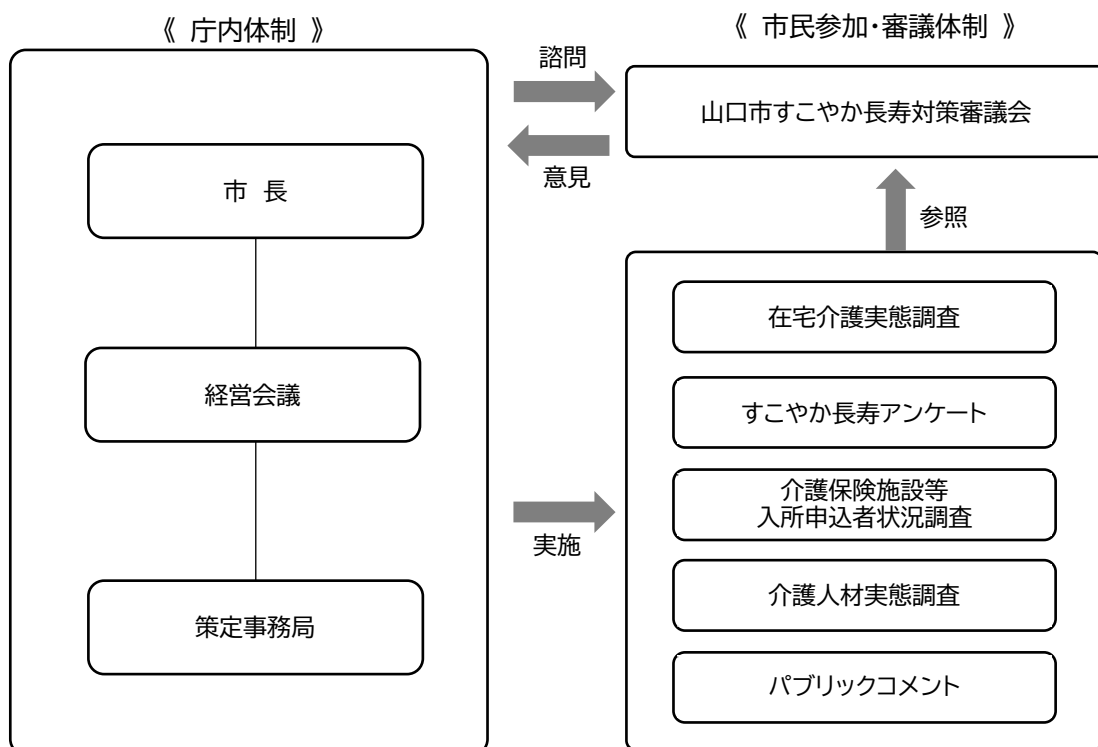 《 庁内体制 》
市 長
経営会議
策定事務局
諮問
意見
実施
《 市民参加・審議体制 》
山口市すこやか長寿対策審議会
参照
在宅介護実態調査
すこやか長寿アンケート
介護保険施設等
入所申込者状況調査
介護人材実態調査
パブリックコメント